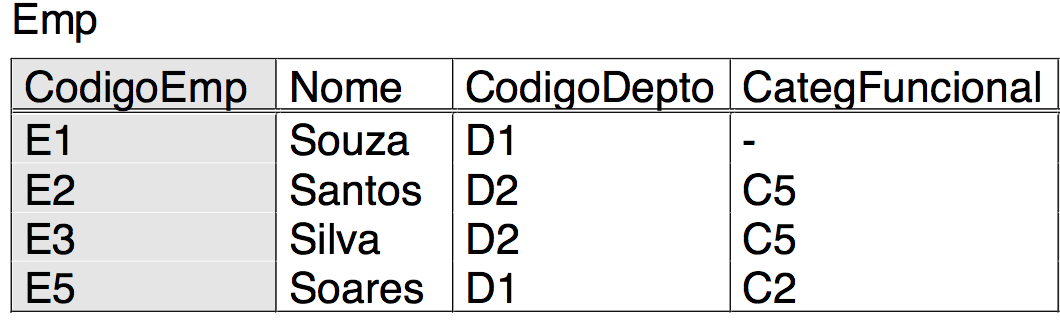 Emp
CodigoEmp Nome CodigoDepto CategFuncional
E1 Souza D1 -
E2 Santos D2 C5
E3 Silva D2 C5
E5 Soares D1 C2